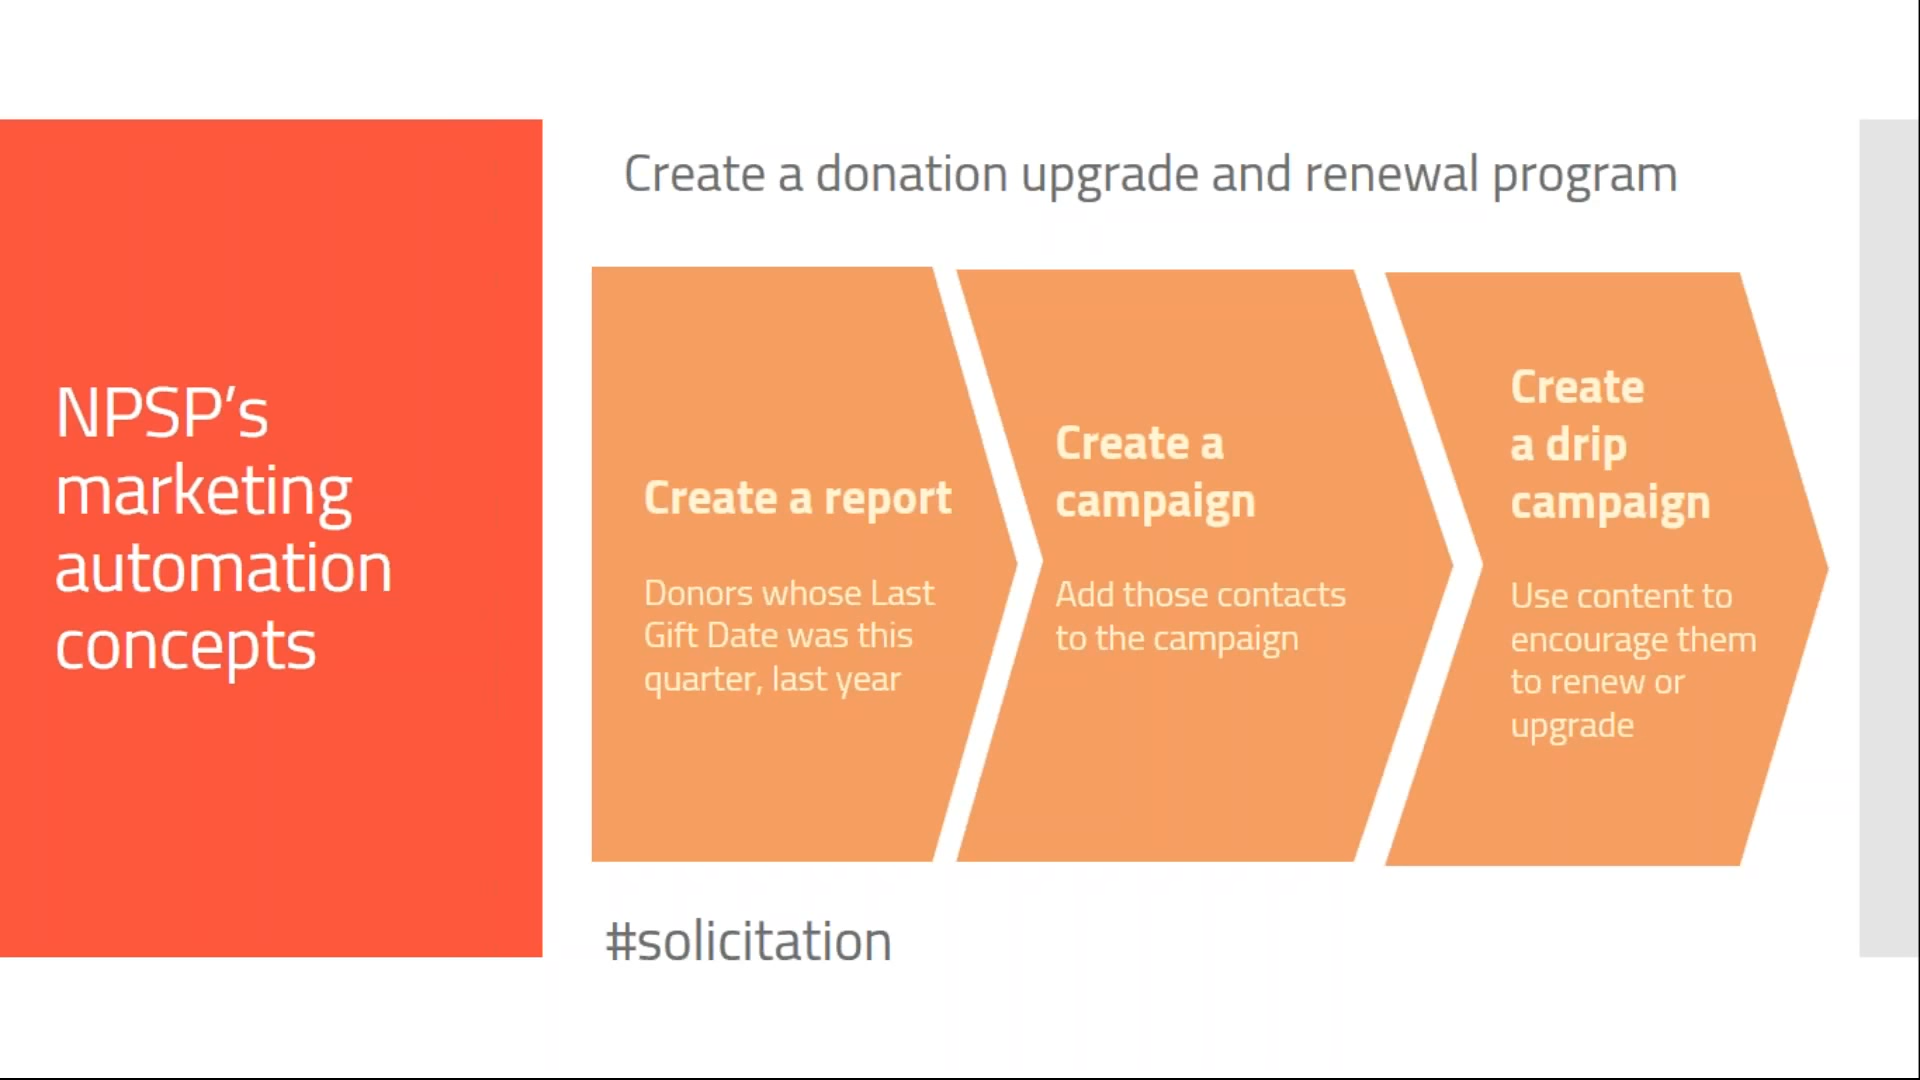 NPSP’s
marketing
automation
concepts
Create a donation upgrade and renewal program
Create a report
Donors whose Last
Gift Date was this
quarter, last year
Create a
campaign
Add those contacts
to the campaign
Create
a drip
campaign
Use content to
encourage them
to renew or
upgrade
#solicitation